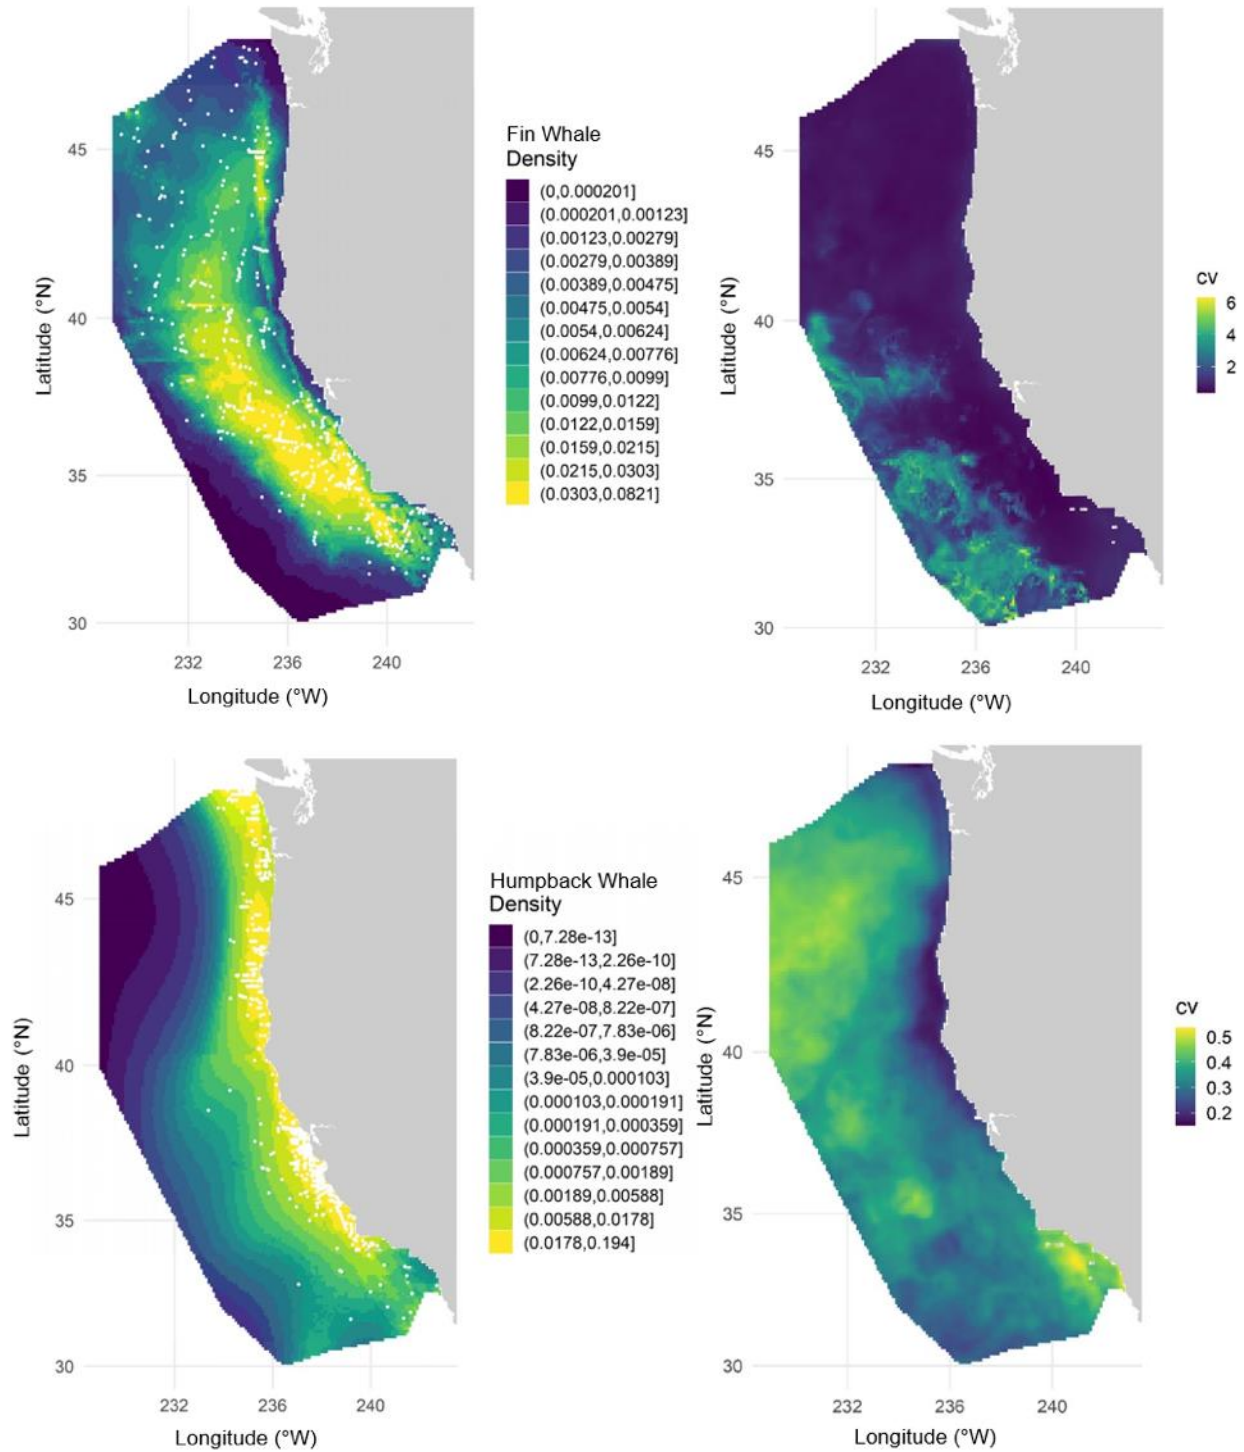 Latitude (°N)
45
40
35
30
232
236
240
Longitude (°W)
Fin Whale
Density
(0,0.000201]
(0.000201,0.00123]
(0.00123,0.00279]
(0.00279,0.00389]
(0.00389,0.00475]
(0.00475,0.0054]
(0.0054,0.00624]
(0.00624,0.00776]
(0.00776,0.0099]
(0.0099,0.0122]
(0.0122,0.0159]
(0.0159,0.0215]
(0.0215,0.0303]
(0.0303,0.0821]
Latitude (°N)
45
40
35
30
232
236
240
Longitude (°W)
CV
6
4
2
Latitude (°N)
45
40
35
30
232
236
240
Longitude (°W)
Humpback Whale
Density
(0,7.28e-13]
(7.28e-13,2.26e-10]
(2.26e-10,4.27e-08]
(4.27e-08,8.22e-07]
(8.22e-07,7.83e-06]
(7.83e-06,3.9e-05]
(3.9e-05,0.000103]
(0.000103,0.000191]
(0.000191,0.000359]
(0.000359,0.000757]
(0.000757,0.00189]
(0.00189,0.00588]
(0.00588,0.0178]
(0.0178,0.194]
Latitude (°N)
45
40
35
30
232
236
240
Longitude (°W)
CV
0.5
0.4
0.3
0.2